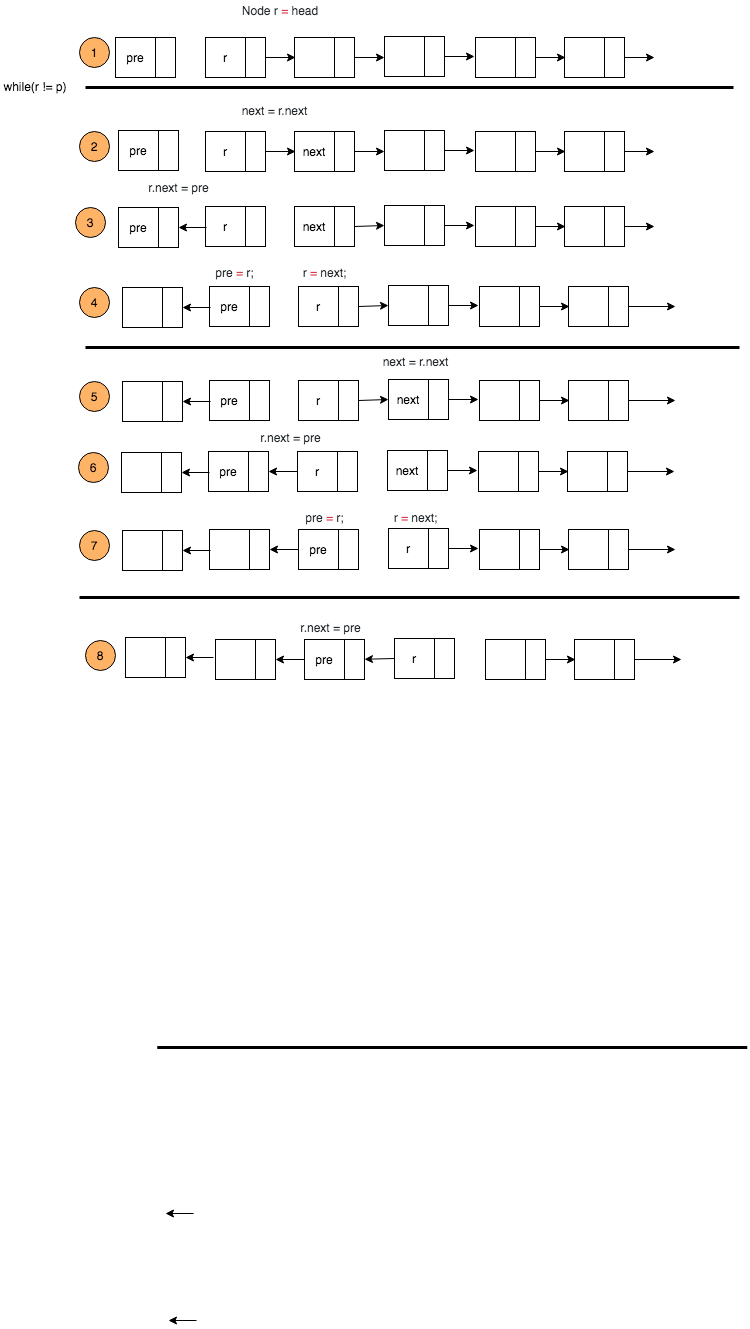 Node r = head
1
pre
r
while(r != p)
next = r.next
2
pre
r
next
r.next = pre
3
pre
r
next
pre = r;
r = next;
4
pre
r
next = r.next
5
pre
r
next
r.next = pre
6
pre
r
next
pre = r;
r = next;
7
pre
r
r.next = pre
8
pre
r